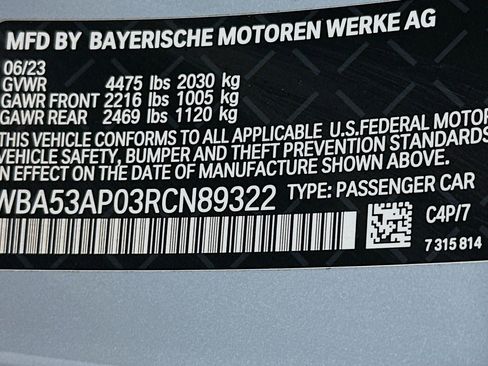 MFD BY BAYERISCHE MOTOREN WERKE AG
06/23
GVWR 4475 lbs 2030 kg
GAWR FRONT 2216 lbs 1005 kg
GAWR REAR 2469 lbs 1120 kg
THIS VEHICLE CONFORMS TO ALL APPLICABLE U.S.FEDERAL MOTOR
VEHICLE SAFETY, BUMPER AND THEFT PREVENTION STANDARDS
IN EFFECT ON THE DATE OF MANUFACTURE SHOWN ABOVE.
WBA53AP03RCN89322 TYPE: PASSENGER CAR
C4P/7
7 315 814